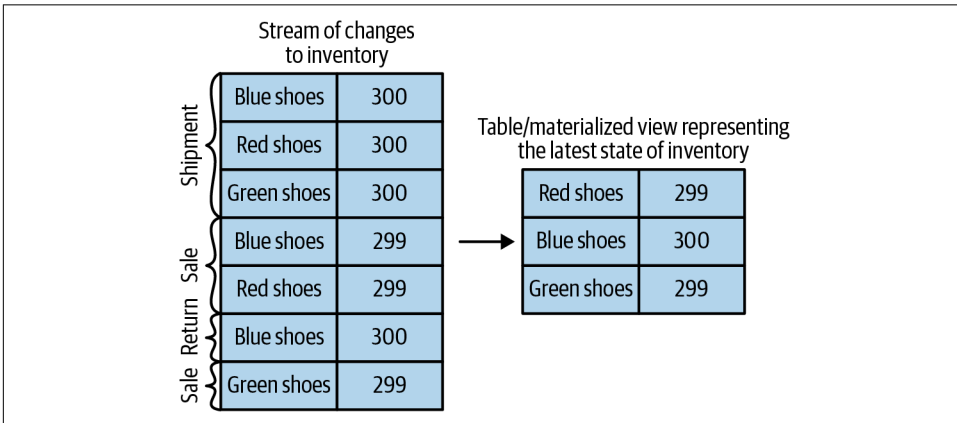 Stream of changes
to inventory
Shipment
Blue shoes 300
Red shoes 300
Green shoes 300
Sale
Blue shoes 299
Red shoes 299
Return
Blue shoes 300
Sale
Green shoes 299
Table/materialized view representing
the latest state of inventory
Red shoes 299
Blue shoes 300
Green shoes 299